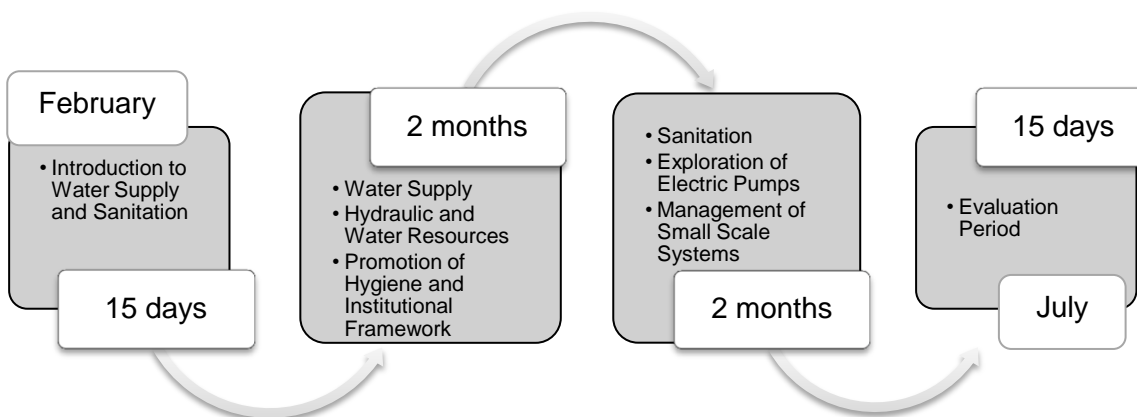 February
• Introduction to
Water Supply
and Sanitation
15 days
2 months
• Water Supply
• Hydraulic and
Water Resources
• Promotion of
Hygiene and
Institutional
Framework
• Sanitation
• Exploration of
Electric Pumps
• Management of
Small Scale
Systems
2 months
15 days
• Evaluation
Period
July